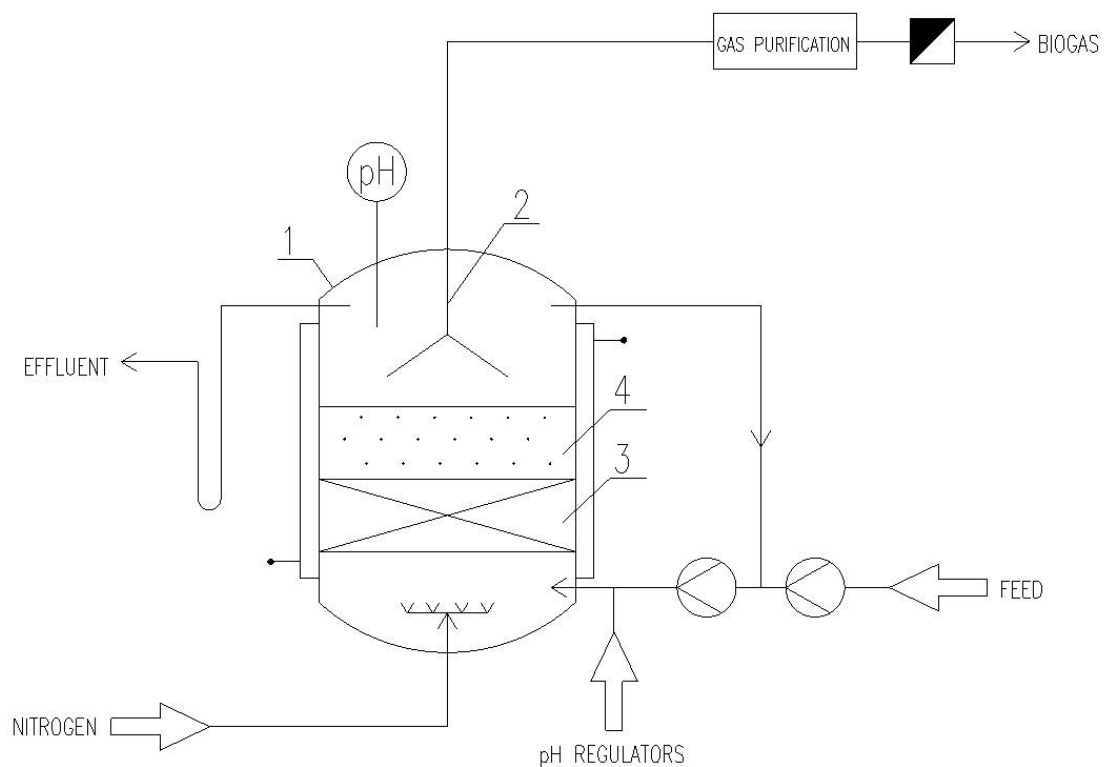 GAS PURIFICATION
BIOGAS
pH
2
1
EFFLUENT
4
3
FEED
NITROGEN
pH REGULATORS